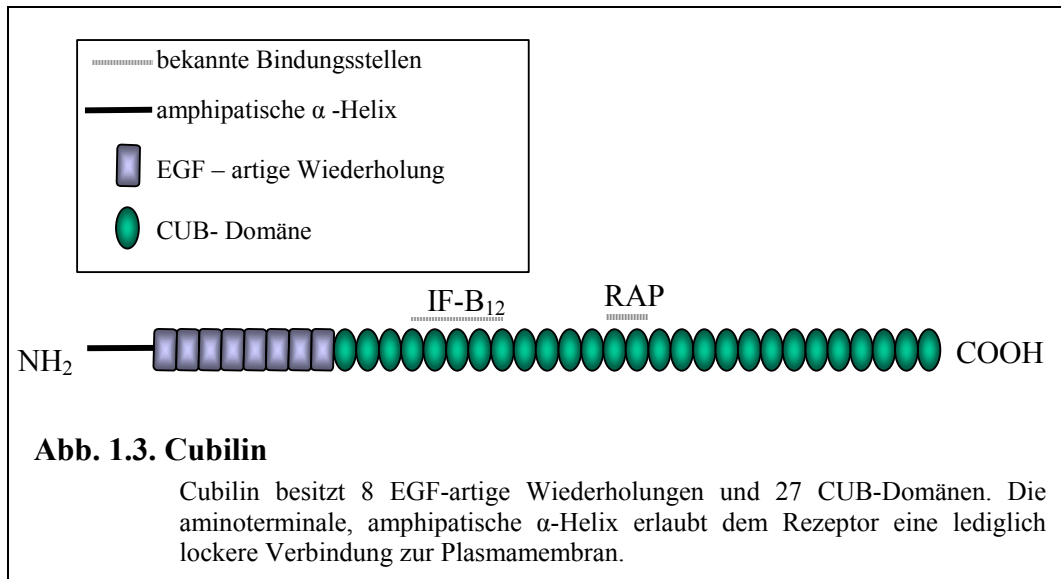 bekannte Bindungsstellen
amphipatische α -Helix
EGF – artige Wiederholung
CUB- Domäne
IF-B₁₂ RAP
NH₂ COOH
Abb. 1.3. Cubilin
Cubilin besitzt 8 EGF-artige Wiederholungen und 27 CUB-Domänen. Die
aminoterminale, amphipatische α-Helix erlaubt dem Rezeptor eine lediglich
lockere Verbindung zur Plasmamembran.